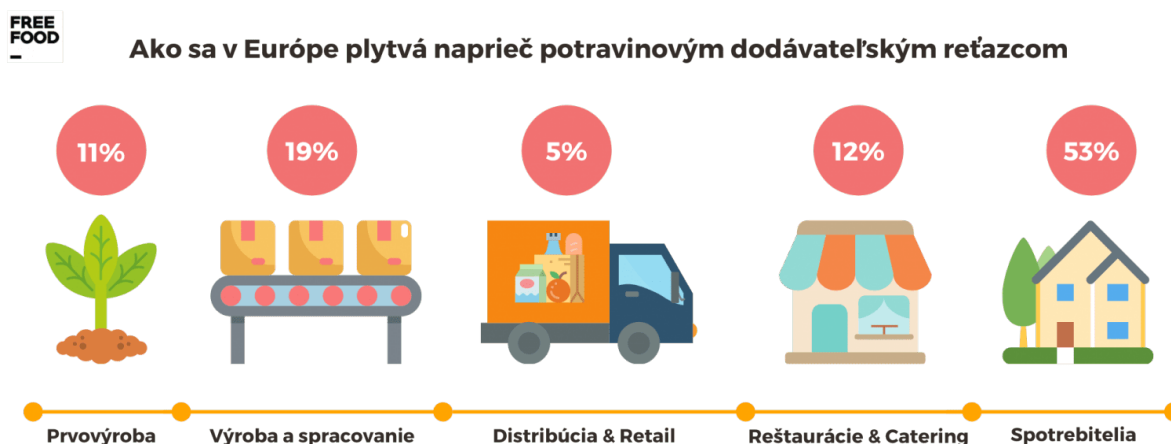 FREE
FOOD
Ako sa v Európe plytvá naprieč potravinovým dodávateľským reťazcom
11%
19%
5%
12%
53%
Prvovýroba
Výroba a spracovanie
Distribúcia & Retail
Reštaurácie & Catering
Spotrebitelia